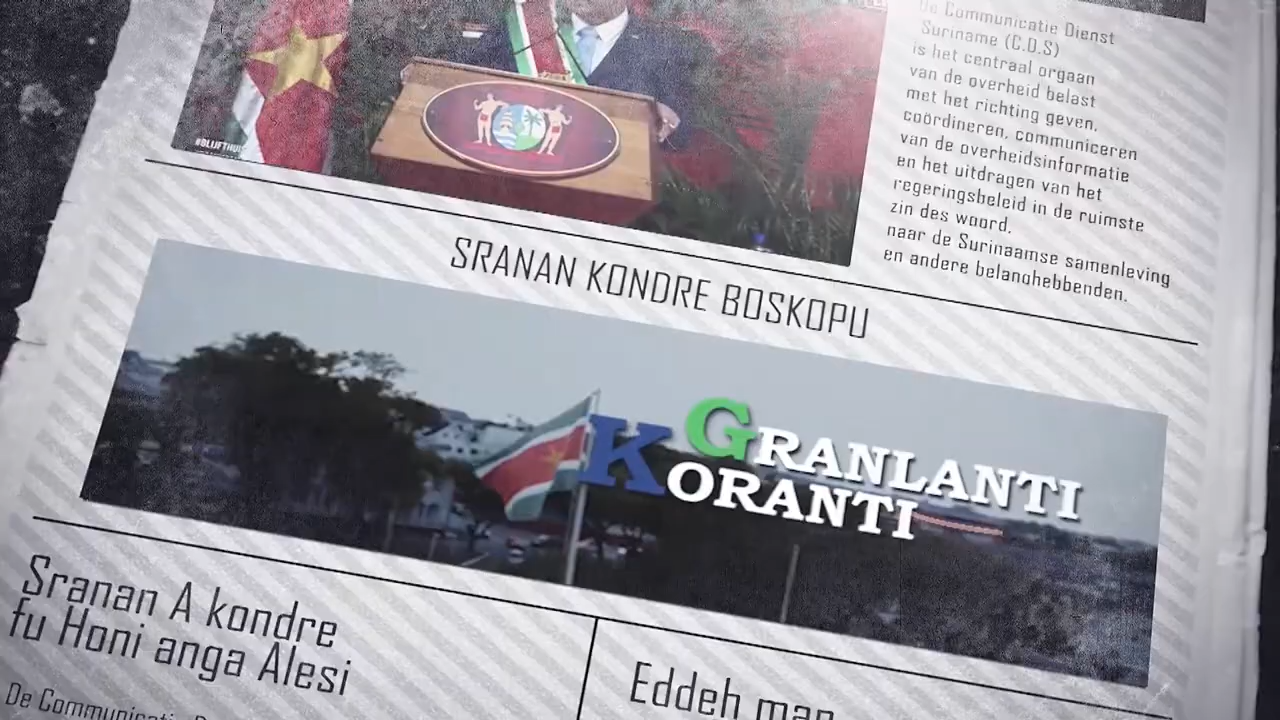 De Communicatie Dienst
Suriname (C.D.S)
is het centraal orgaan
van de overheid belast
met het richting geven,
coördineren, communiceren
van de overheidsinformatie
en het uitdragen van het
regeringsbeleid in de ruimste
zin des woord.
naar de Surinaamse samenleving
en andere belanghebbenden.
SRANAN KONDRE BOSKOPU
GRANLANTI
KORANTI
Sranan A kondre
fu Honi anga Alesi
De Communicatie
Eddeh man